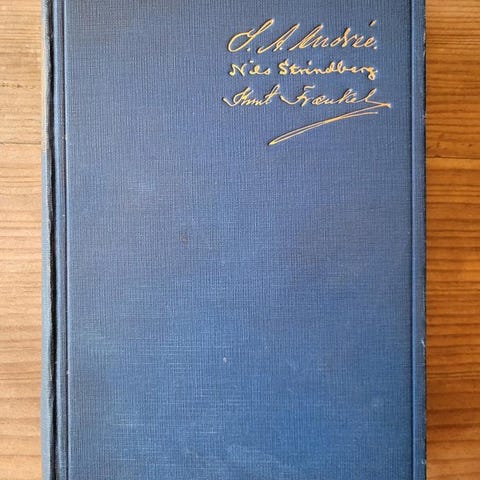 S. A. Andrée.
Nils Strindberg
Knut Frænkel